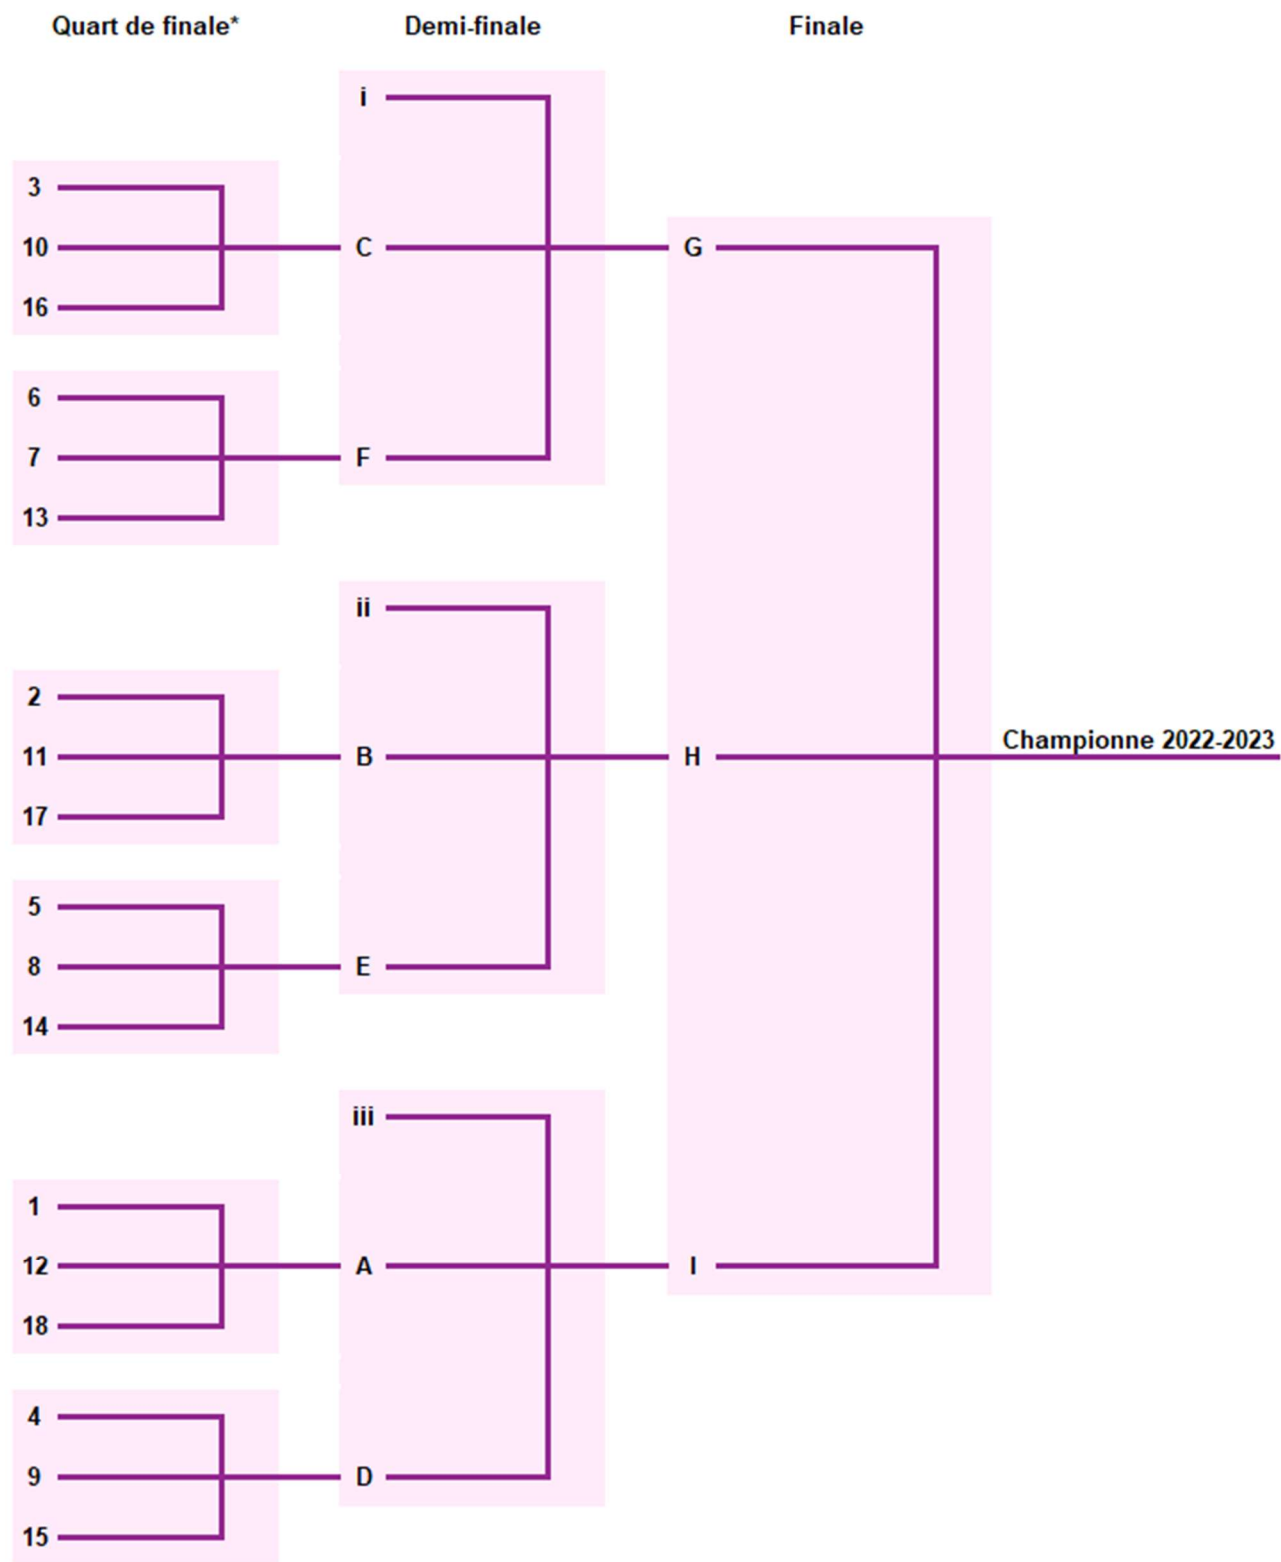 Quart de finale*
Demi-finale
Finale
i
3
10
C
G
16
6
7
F
13
ii
2
Championne 2022-2023
11
B
H
17
5
8
E
14
iii
1
12
A
I
18
4
9
D
15